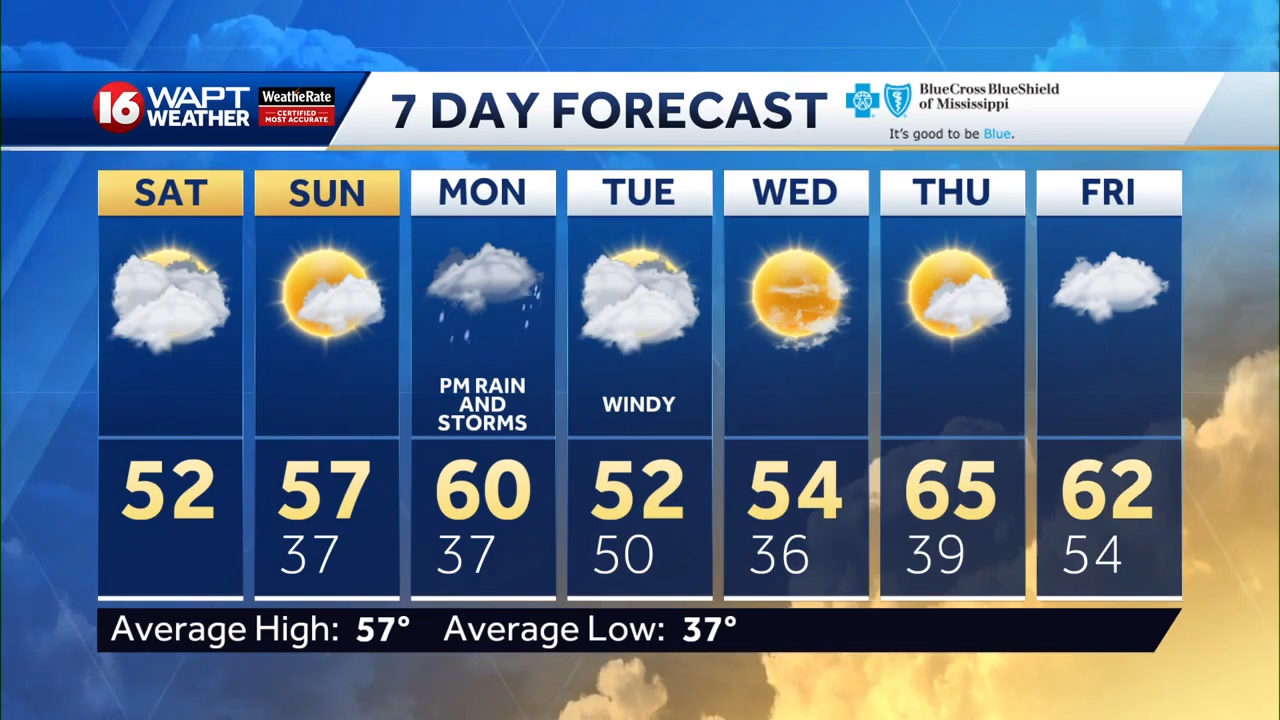 16 WAPT WEATHER
WeatheRate
CERTIFIED
MOST ACCURATE
7 DAY FORECAST
BlueCross BlueShield
of Mississippi
It's good to be Blue.
SAT SUN MON TUE WED THU FRI
PM RAIN
AND
STORMS
WINDY
52 57 60 52 54 65 62
37 37 50 36 39 54
Average High: 57° Average Low: 37°